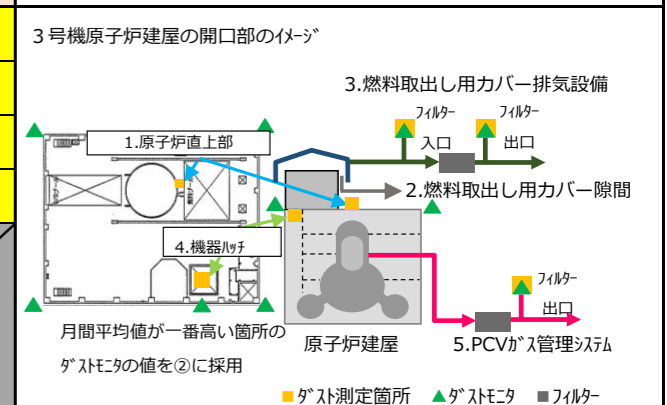 3号機原子炉建屋の開口部のｲﾒｰｼﾞ
3.燃料取出し用カバー排気設備
ﾌｨﾙﾀｰ
ﾌｨﾙﾀｰ
1.原子炉直上部
入口
出口
2.燃料取出し用カバー隙間
4.機器ﾊｯﾁ
ﾌｨﾙﾀｰ
出口
月間平均値が一番高い箇所の
ﾀﾞｽﾄﾓﾆﾀの値を②に採用
原子炉建屋
5.PCVｶﾞｽ管理ｼｽﾃﾑ
■ﾀﾞｽﾄ測定箇所 ▲ﾀﾞｽﾄﾓﾆﾀ ■ﾌｨﾙﾀｰ